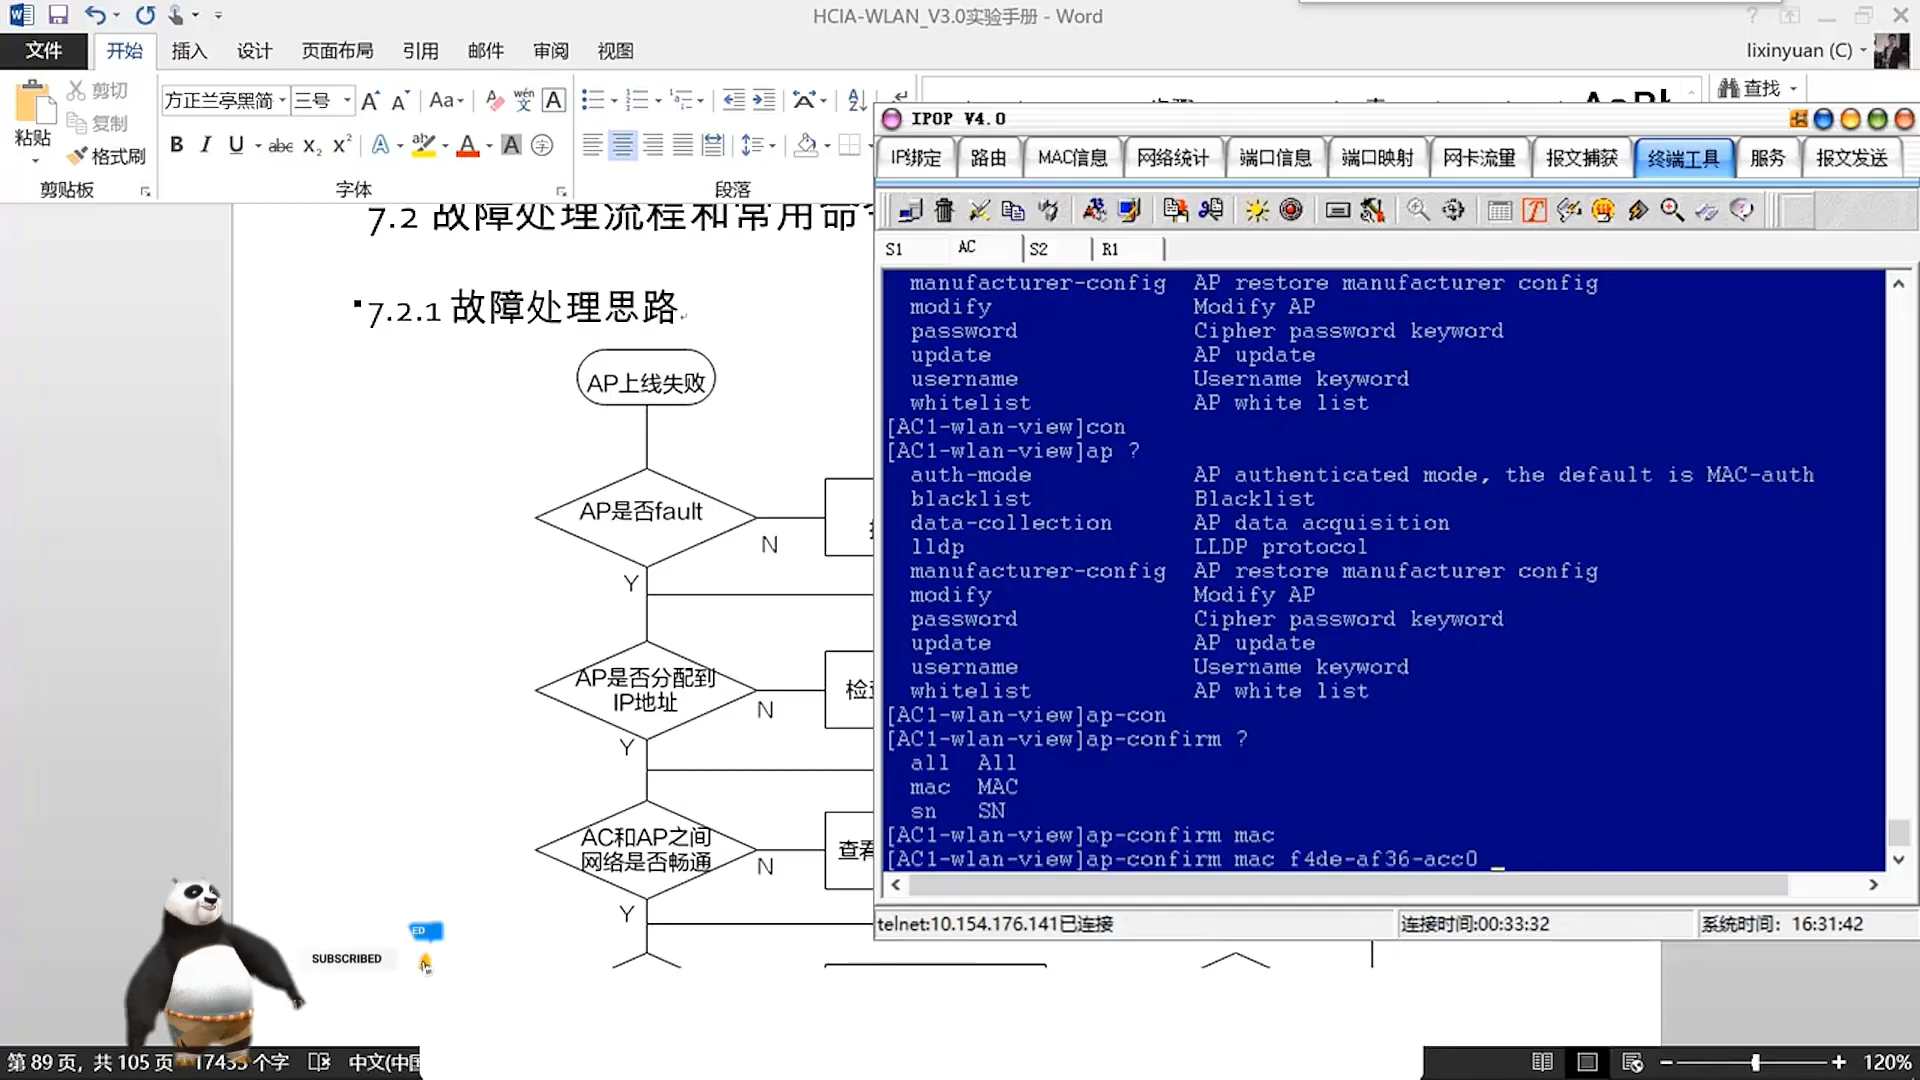 HCIA-WLAN_V3.0实验手册 - Word
文件 开始 插入 设计 页面布局 引用 邮件 审阅 视图
lixinyuan (C)
粘贴
剪切
复制
格式刷
剪贴板
方正兰亭黑简 三号
字体
段落
查找
7.2 故障处理流程和常用命
7.2.1 故障处理思路
AP上线失败
AP是否fault
N
Y
AP是否分配到
IP地址
N
Y
AC和AP之间
网络是否畅通
N
查看
Y
SUBSCRIBED
ED
IPOP V4.0
IP绑定 路由 MAC信息 网络统计 端口信息 端口映射 网卡流量 报文捕获 终端工具 服务 报文发送
S1 AC S2 R1
manufacturer-config AP restore manufacturer config
modify Modify AP
password Cipher password keyword
update AP update
username Username keyword
whitelist AP white list
[AC1-wlan-view]con
[AC1-wlan-view]ap ?
auth-mode AP authenticated mode, the default is MAC-auth
blacklist Blacklist
data-collection AP data acquisition
lldp LLDP protocol
manufacturer-config AP restore manufacturer config
modify Modify AP
password Cipher password keyword
update AP update
username Username keyword
whitelist AP white list
[AC1-wlan-view]ap-con
[AC1-wlan-view]ap-confirm ?
all All
mac MAC
sn SN
[AC1-wlan-view]ap-confirm mac
[AC1-wlan-view]ap-confirm mac f4de-af36-acc0 _
telnet:10.154.176.141已连接 连接时间:00:33:32 系统时间: 16:31:42
第 89 页, 共 105 页 个字 中文(中国 120%